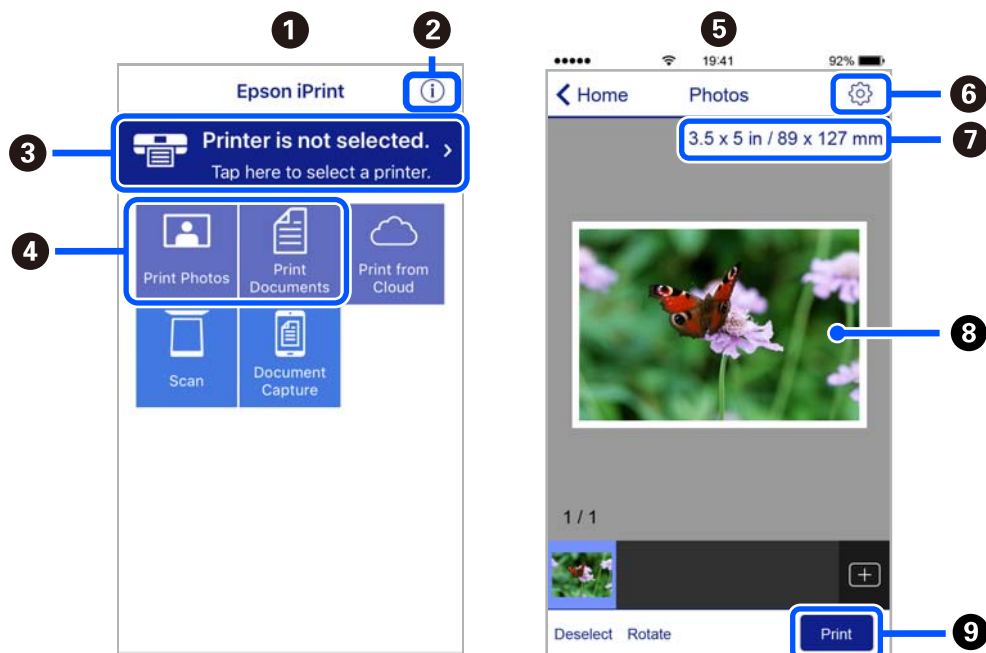 1
2
Epson iPrint
i
3
Printer is not selected.
Tap here to select a printer.
4
Print Photos
Print
Documents
Print from
Cloud
Scan
Document
Capture
5
19:41
92%
Home
Photos
6
3.5 x 5 in / 89 x 127 mm
7
8
1 / 1
Deselect
Rotate
Print
9